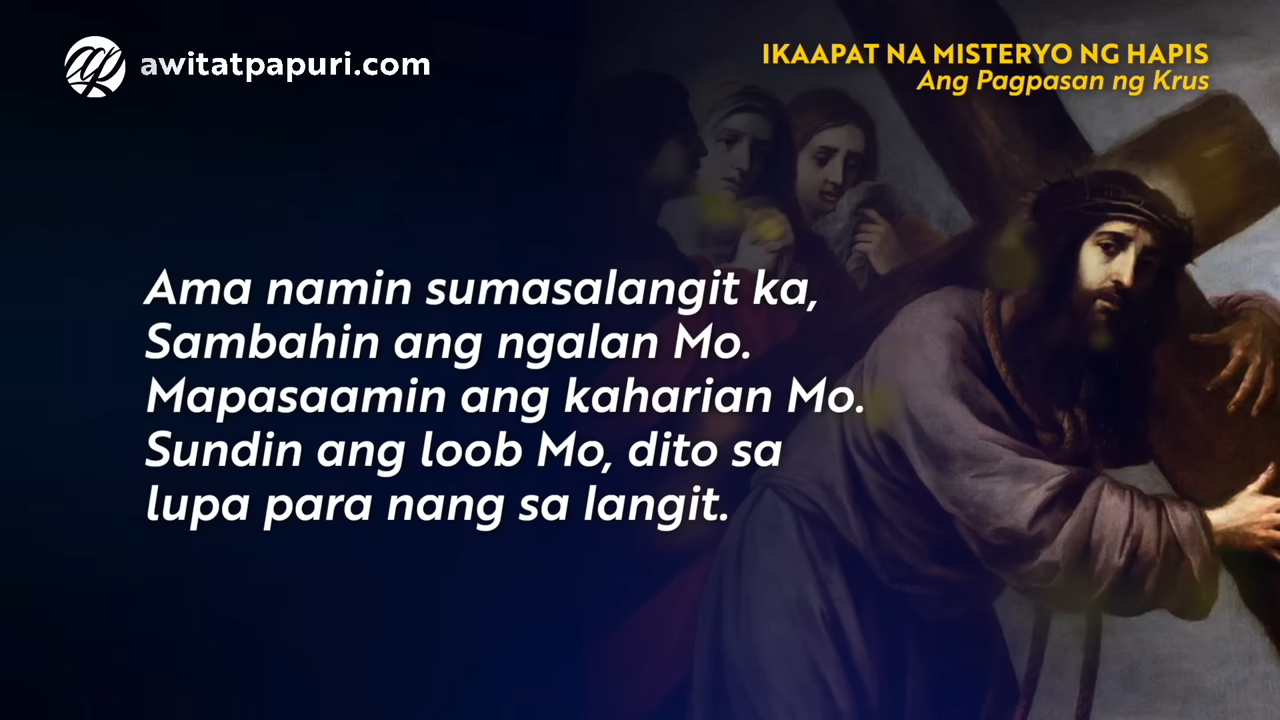 awitatpapuri.com
IKAAPAT NA MISTERYO NG HAPIS
Ang Pagpasan ng Krus
Ama namin sumasalangit ka,
Sambahin ang ngalan Mo.
Mapasaamin ang kaharian Mo.
Sundin ang loob Mo, dito sa
lupa para nang sa langit.